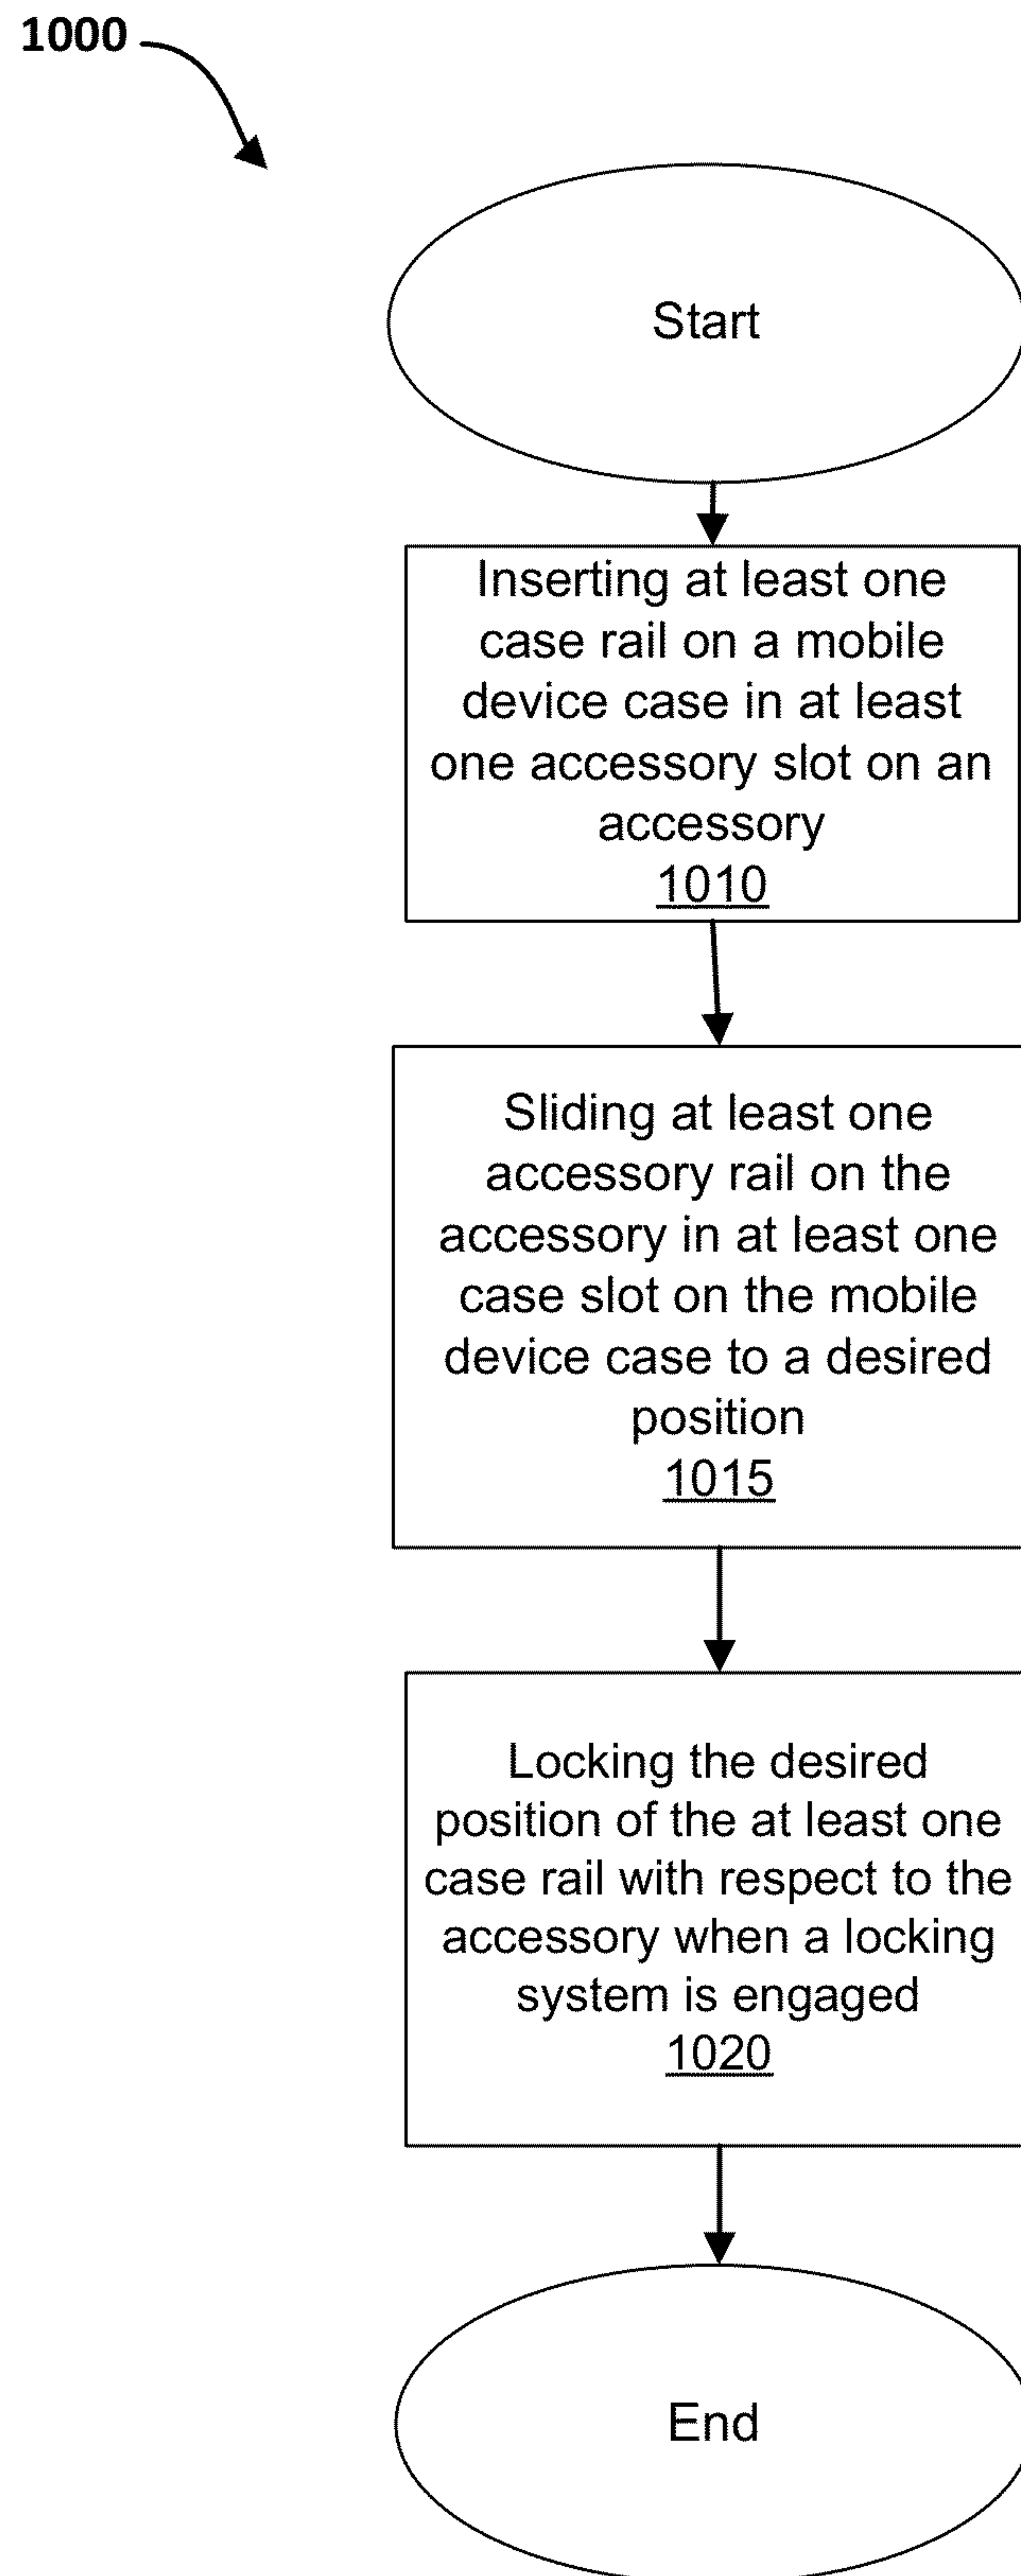 1000
Start
Inserting at least one
case rail on a mobile
device case in at least
one accessory slot on an
accessory
1010
Sliding at least one
accessory rail on the
accessory in at least one
case slot on the mobile
device case to a desired
position
1015
Locking the desired
position of the at least one
case rail with respect to the
accessory when a locking
system is engaged
1020
End